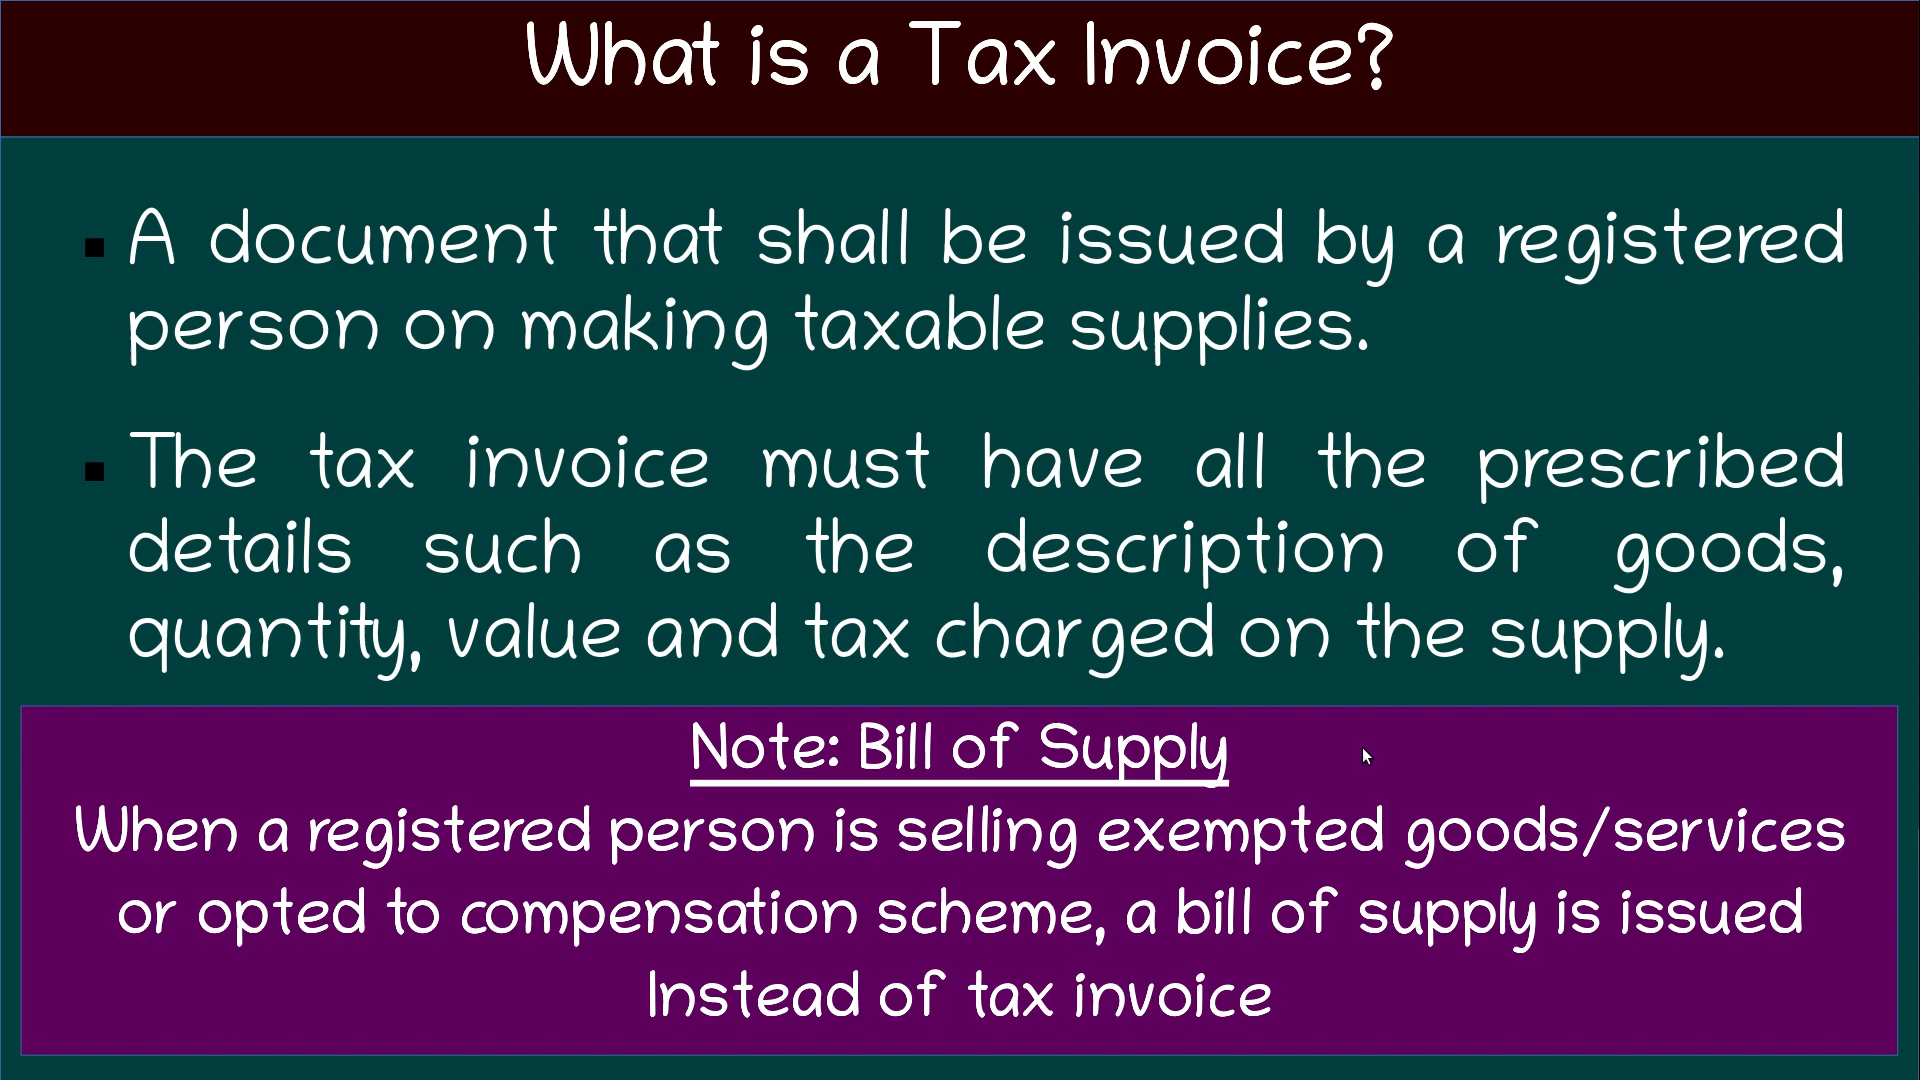 What is a Tax Invoice?
A document that shall be issued by a registered
person on making taxable supplies.
The tax invoice must have all the prescribed
details such as the description of goods,
quantity, value and tax charged on the supply.
Note: Bill of Supply
When a registered person is selling exempted goods/services
or opted to compensation scheme, a bill of supply is issued
Instead of tax invoice